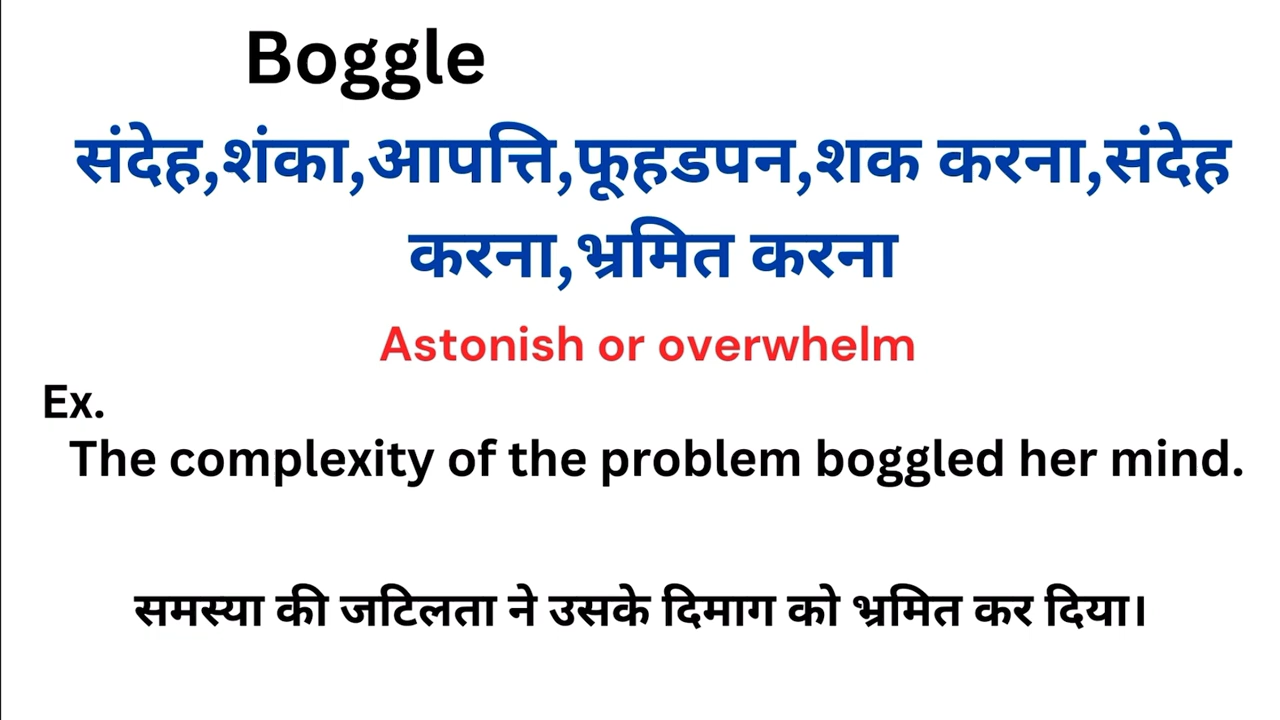 Boggle
संदेह,शंका,आपत्ति,फूहडपन,शक करना,संदेह
करना,भ्रमित करना
Astonish or overwhelm
Ex.
The complexity of the problem boggled her mind.
समस्या की जटिलता ने उसके दिमाग को भ्रमित कर दिया।